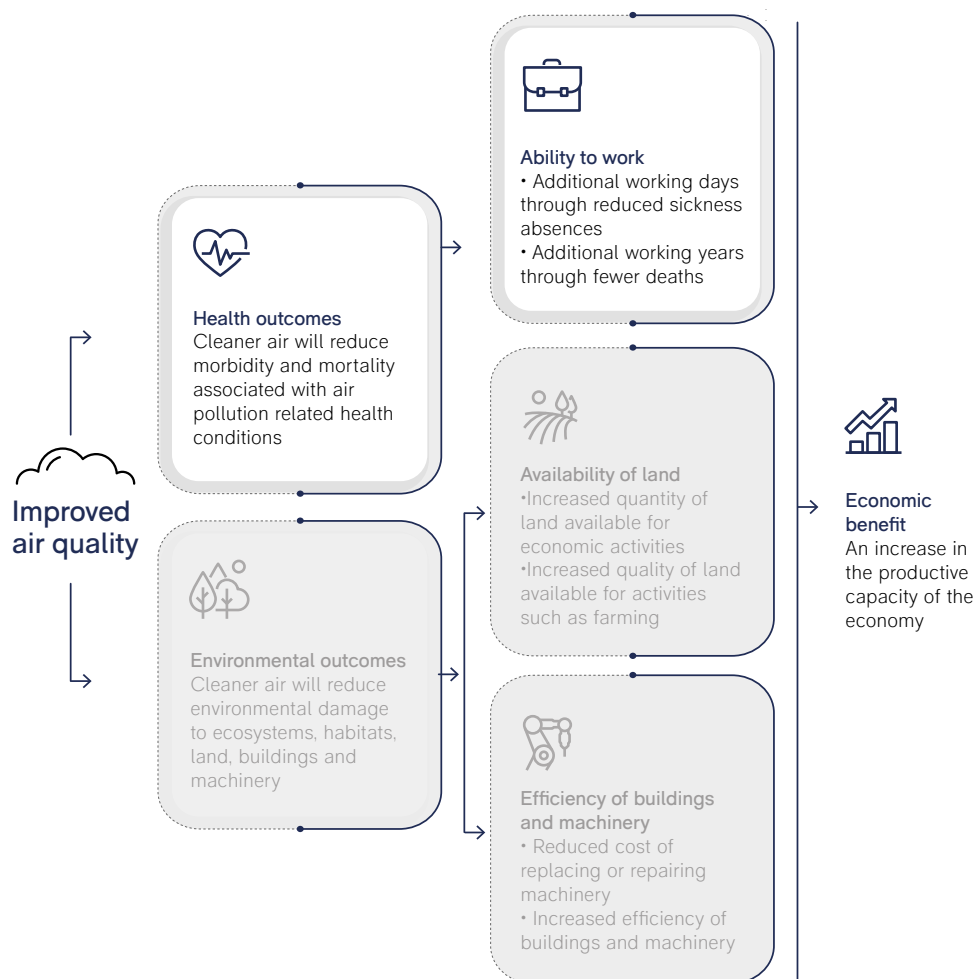 Improved
air quality
Health outcomes
Cleaner air will reduce
morbidity and mortality
associated with air
pollution related health
conditions
Environmental outcomes
Cleaner air will reduce
environmental damage
to ecosystems, habitats,
land, buildings and
machinery
Ability to work
• Additional working days
through reduced sickness
absences
• Additional working years
through fewer deaths
Availability of land
•Increased quantity of
land available for
economic activities
•Increased quality of land
available for activities
such as farming
Efficiency of buildings
and machinery
• Reduced cost of
replacing or repairing
machinery
• Increased efficiency of
buildings and machinery
Economic
benefit
An increase in
the productive
capacity of the
economy